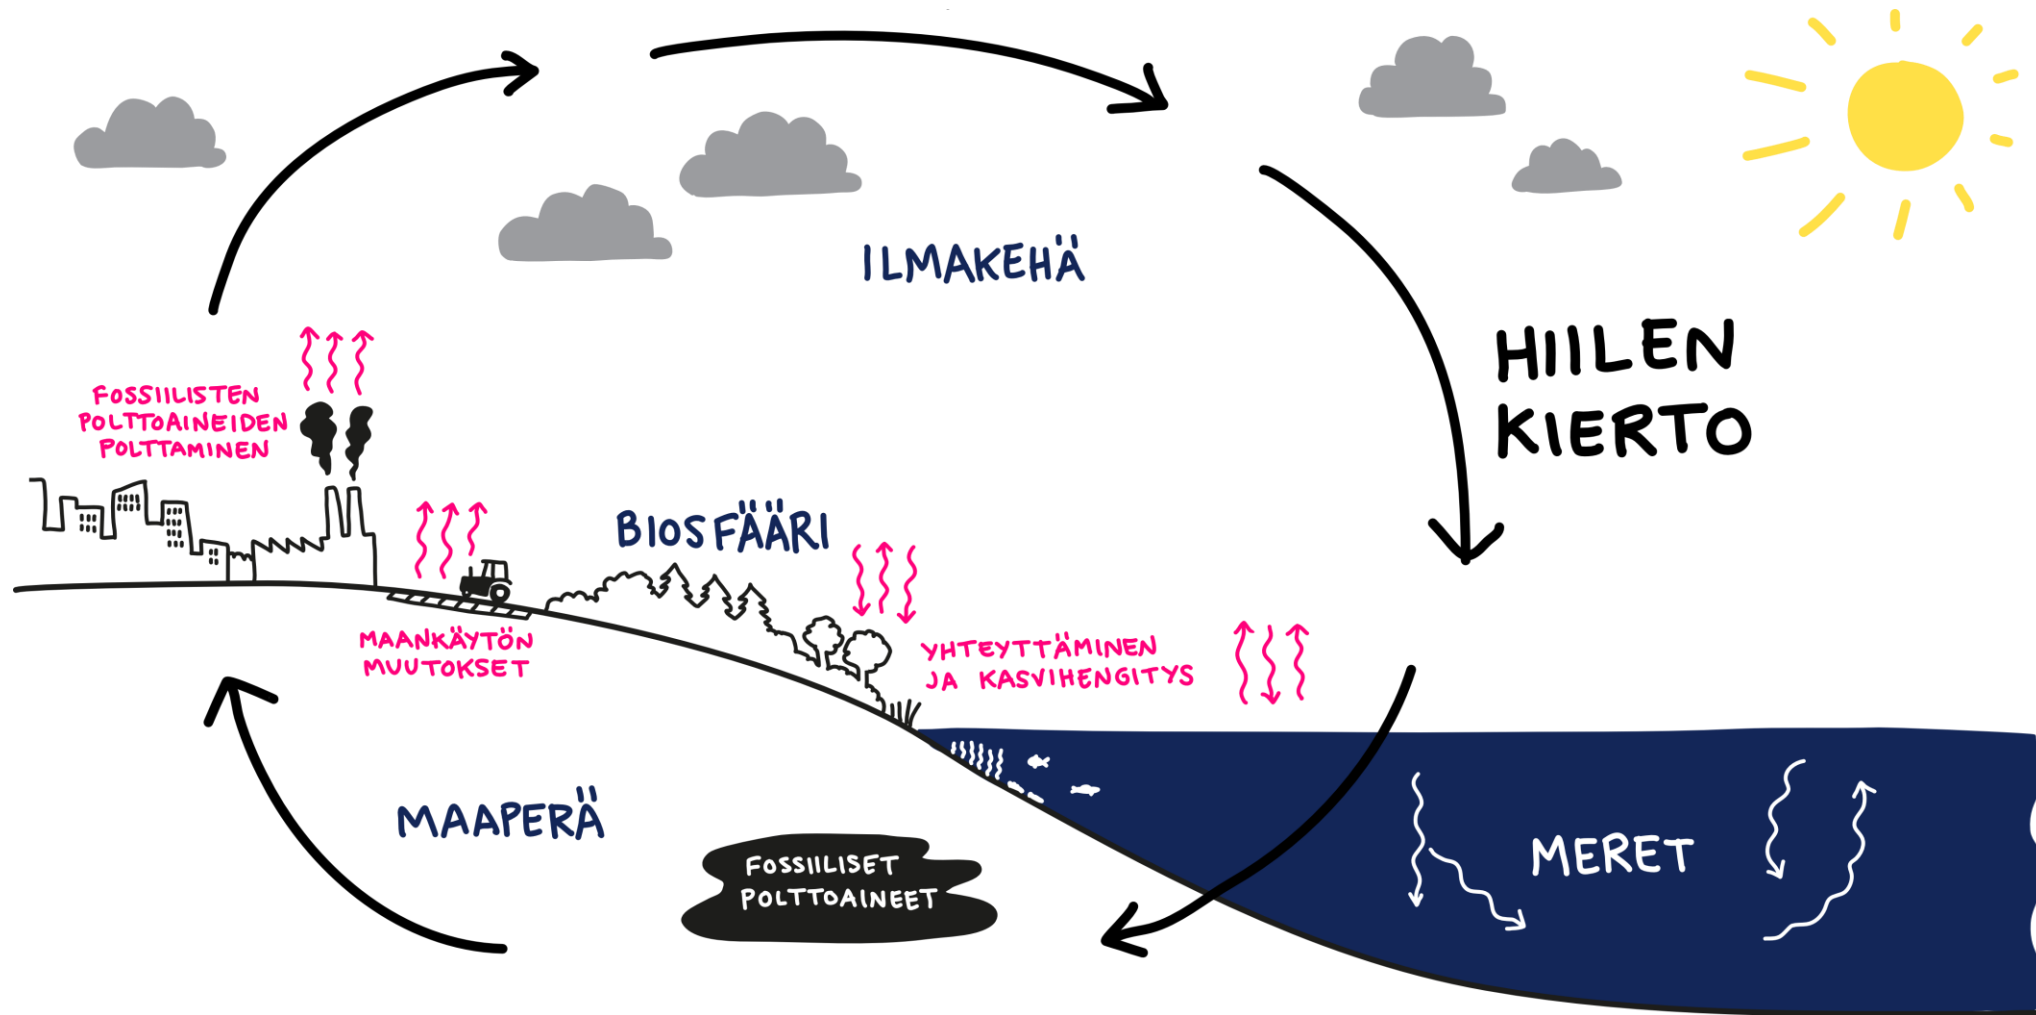 ILMAKEHÄ
HIILEN
KIERTO
FOSSIILISTEN
POLTTOAINEIDEN
POLTTAMINEN
BIOSFÄÄRI
MAANKÄYTÖN
MUUTOKSET
YHTEYTTÄMINEN
JA KASVIHENGITYS
MAAPERÄ
FOSSIILISET
POLTTOAINEET
MERET